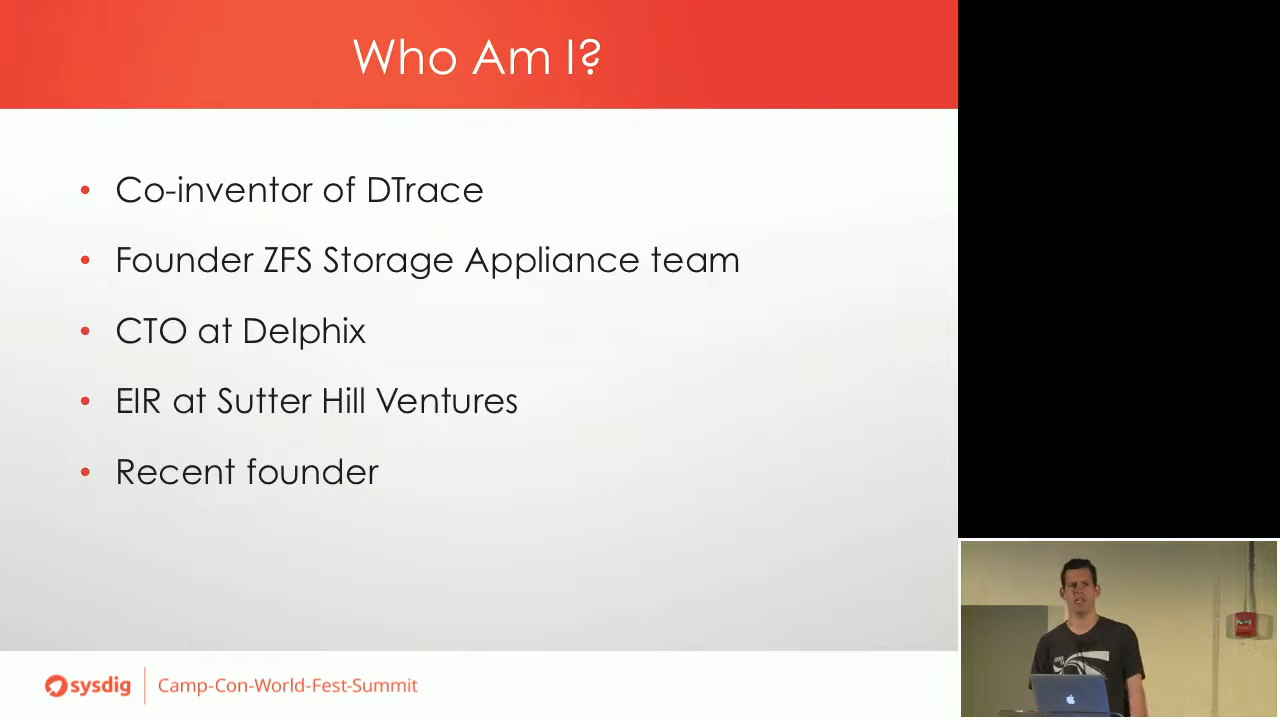 Who Am I?
• Co-inventor of DTrace
• Founder ZFS Storage Appliance team
• CTO at Delphix
• EIR at Sutter Hill Ventures
• Recent founder
sysdig | Camp-Con-World-Fest-Summit